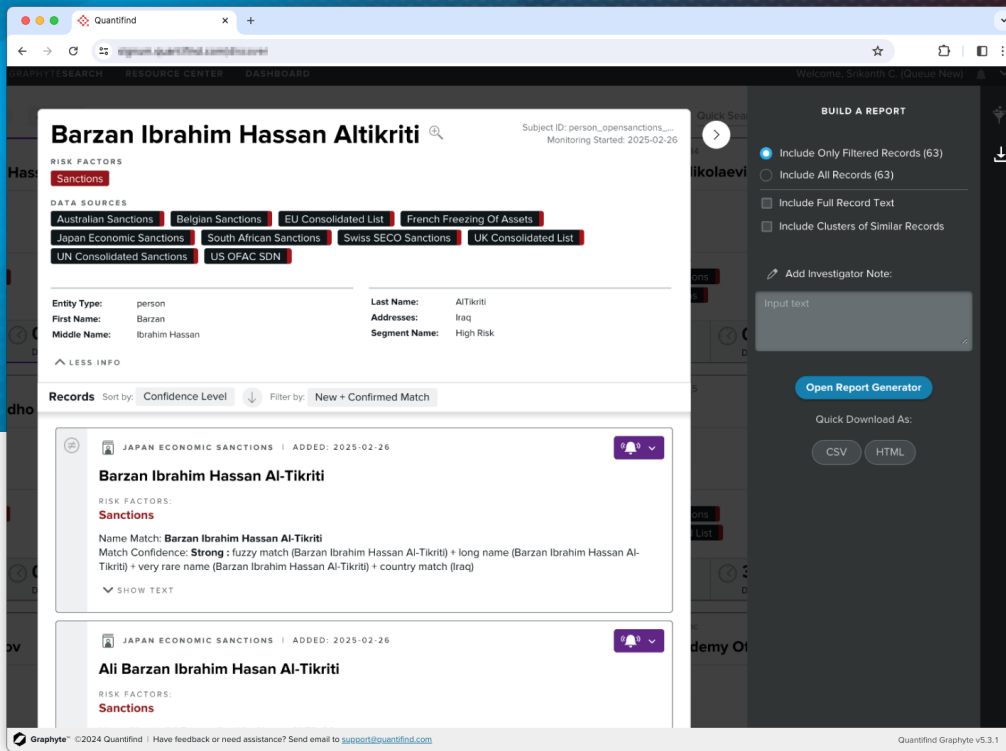 Quantifind
GRAPHYTESEARCH RESOURCE CENTER DASHBOARD
Welcome, Srikanth C. (Queue New)
Barzan Ibrahim Hassan Altikriti
Subject ID: person_opensanctions_...
Monitoring Started: 2025-02-26
RISK FACTORS
Sanctions
DATA SOURCES
Australian Sanctions Belgian Sanctions EU Consolidated List French Freezing Of Assets
Japan Economic Sanctions South African Sanctions Swiss SECO Sanctions UK Consolidated List
UN Consolidated Sanctions US OFAC SDN
Entity Type: person
First Name: Barzan
Middle Name: Ibrahim Hassan
Last Name: AlTikriti
Addresses: Iraq
Segment Name: High Risk
LESS INFO
Records Sort by: Confidence Level Filter by: New + Confirmed Match
JAPAN ECONOMIC SANCTIONS | ADDED: 2025-02-26
Barzan Ibrahim Hassan Al-Tikriti
RISK FACTORS:
Sanctions
Name Match: Barzan Ibrahim Hassan Al-Tikriti
Match Confidence: Strong : fuzzy match (Barzan Ibrahim Hassan Al-Tikriti) + long name (Barzan Ibrahim Hassan Al-
Tikriti) + very rare name (Barzan Ibrahim Hassan Al-Tikriti) + country match (Iraq)
SHOW TEXT
JAPAN ECONOMIC SANCTIONS | ADDED: 2025-02-26
Ali Barzan Ibrahim Hasan Al-Tikriti
RISK FACTORS:
Sanctions
BUILD A REPORT
Include Only Filtered Records (63)
Include All Records (63)
Include Full Record Text
Include Clusters of Similar Records
Add Investigator Note:
Input text
Open Report Generator
Quick Download As:
CSV HTML
Graphyte™ ©2024 Quantifind | Have feedback or need assistance? Send email to support@quantifind.com
Quantifind Graphyte v5.3.1